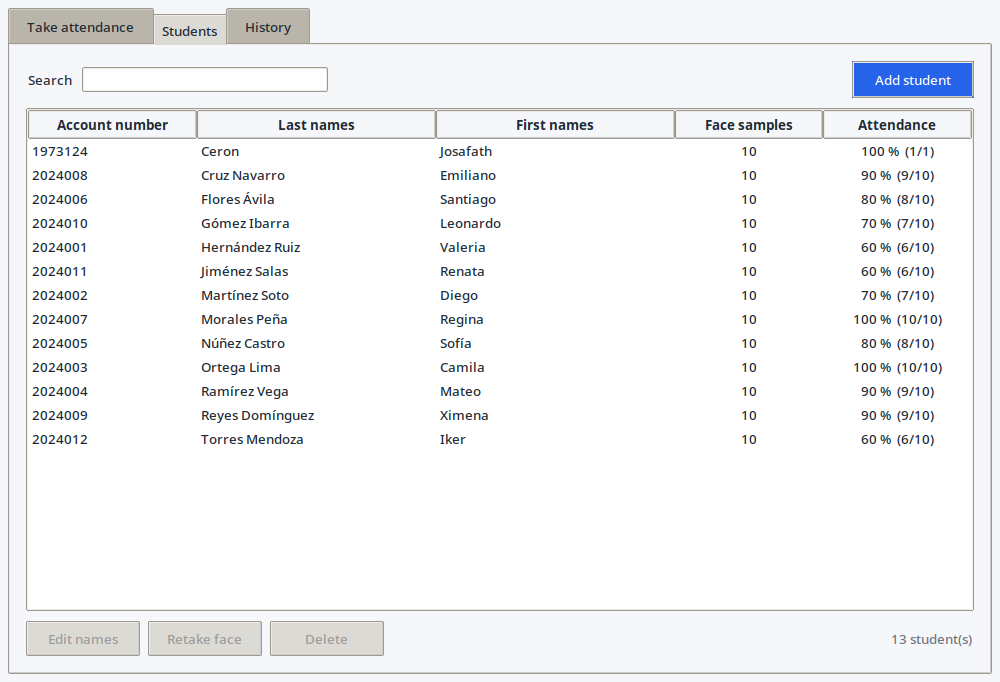 Take attendance Students History
Search Add student
Account number Last names First names Face samples Attendance
1973124 Ceron Josafath 10 100 % (1/1)
2024008 Cruz Navarro Emiliano 10 90 % (9/10)
2024006 Flores Ávila Santiago 10 80 % (8/10)
2024010 Gómez Ibarra Leonardo 10 70 % (7/10)
2024001 Hernández Ruiz Valeria 10 60 % (6/10)
2024011 Jiménez Salas Renata 10 60 % (6/10)
2024002 Martínez Soto Diego 10 70 % (7/10)
2024007 Morales Peña Regina 10 100 % (10/10)
2024005 Núñez Castro Sofía 10 80 % (8/10)
2024003 Ortega Lima Camila 10 100 % (10/10)
2024004 Ramírez Vega Mateo 10 90 % (9/10)
2024009 Reyes Domínguez Ximena 10 90 % (9/10)
2024012 Torres Mendoza Iker 10 60 % (6/10)
Edit names Retake face Delete 13 student(s)